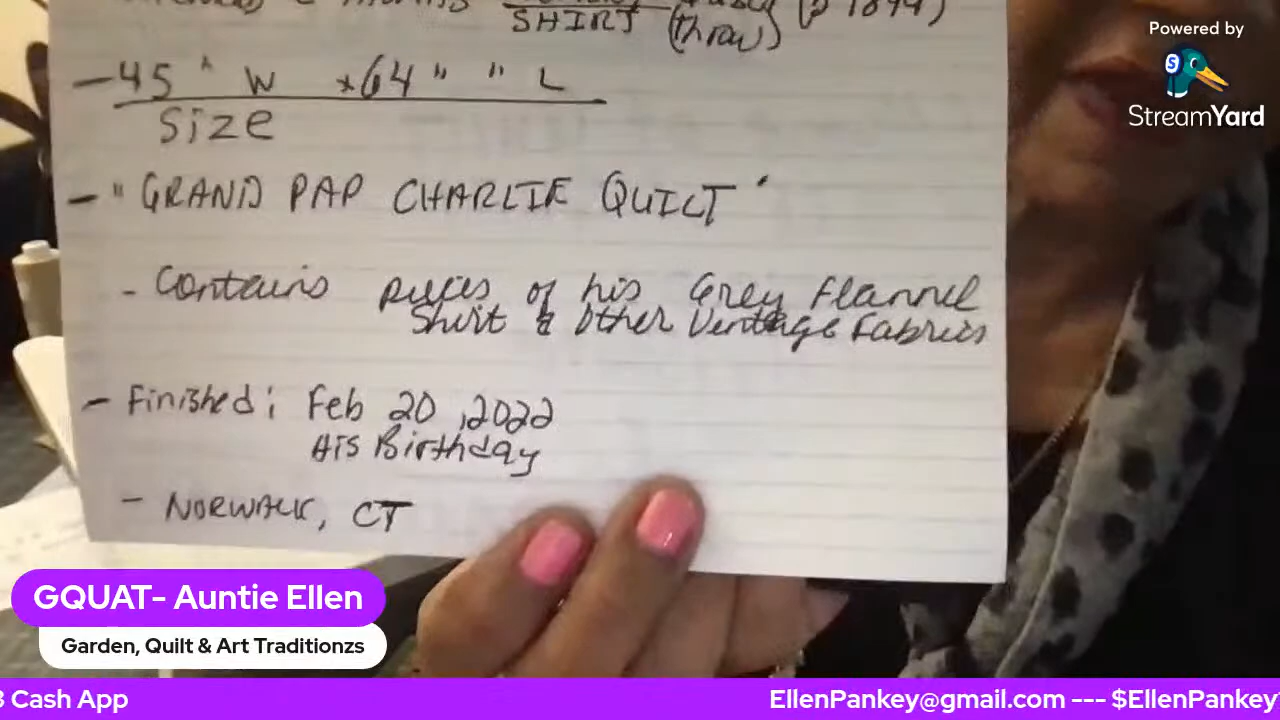 SHIRT (throw)
- 45 " W x 64 " " L
Size
- " GRAND PAP CHARLIE QUILT "
- Contains pieces of his Grey Flannel
Shirt & Other Vintage Fabrics
- Finished: Feb 20, 2022
His Birthday
- NORWALK, CT
Powered by
StreamYard
GQUAT- Auntie Ellen
Garden, Quilt & Art Traditionzs
Cash App
EllenPankey@gmail.com --- $EllenPankey